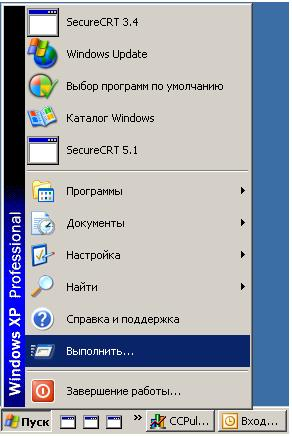 SecureCRT 3.4
Windows Update
Выбор программ по умолчанию
Каталог Windows
SecureCRT 5.1
Программы
Документы
Настройка
Найти
Справка и поддержка
Выполнить...
Завершение работы...
Windows XP Professional
Пуск
»
CCPul...
Вход...